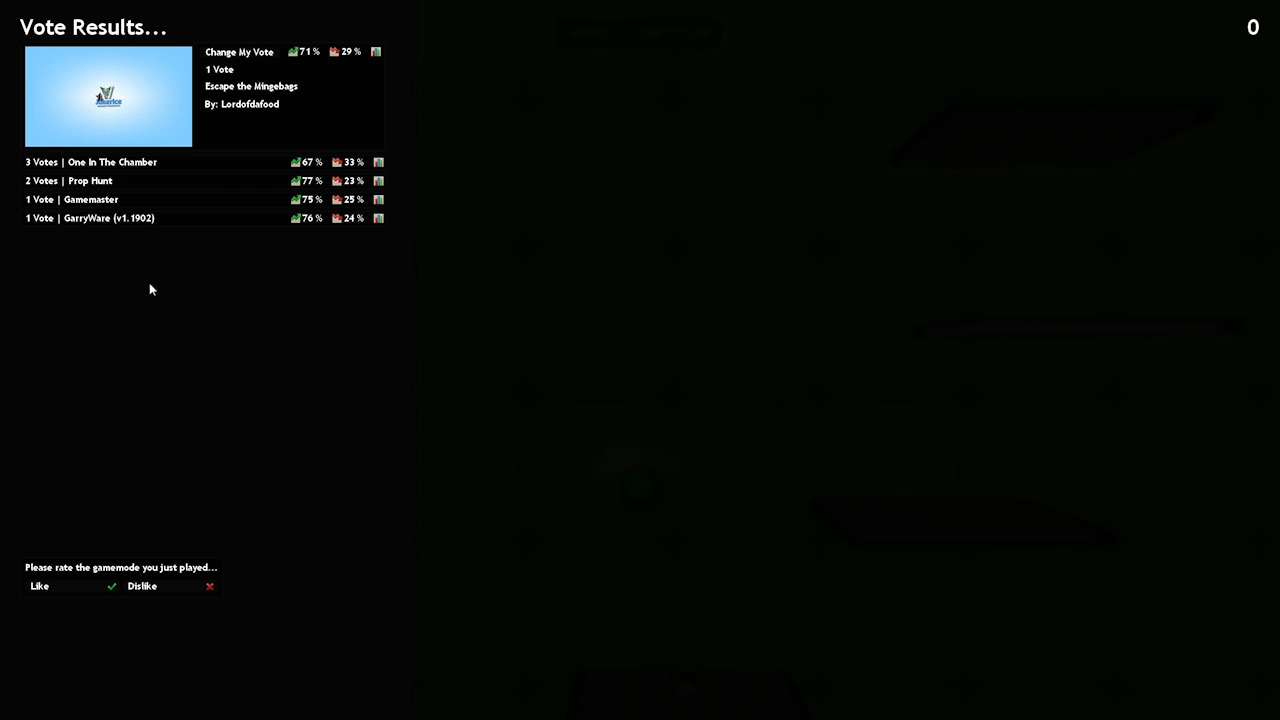 Vote Results...
0
Change My Vote 71 % 29 %
1 Vote
Escape the Mingebags
By: Lordofdafood
3 Votes | One In The Chamber 67 % 33 %
2 Votes | Prop Hunt 77 % 23 %
1 Vote | Gamemaster 75 % 25 %
1 Vote | GarryWare (v1.1902) 76 % 24 %
Please rate the gamemode you just played...
Like Dislike